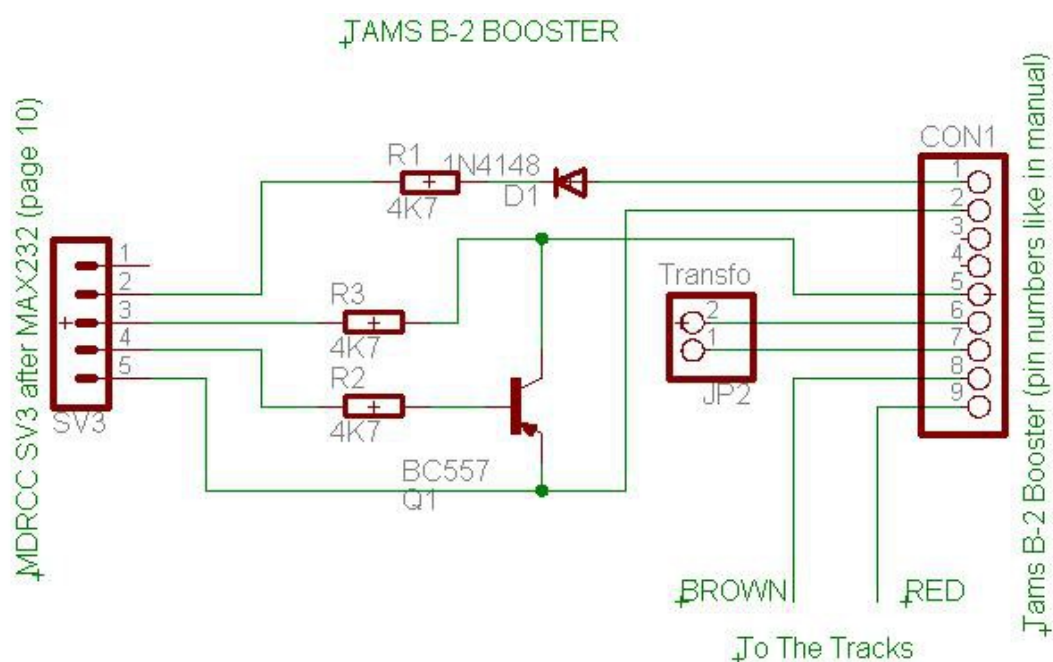 TAMS B-2 BOOSTER
MDRCC SV3 after MAX232 (page 10)
SV3
1
2
3
4
5
R1
4K7
1N4148
D1
R3
4K7
R2
4K7
BC557
Q1
Transfo
2
1
JP2
CON1
1
2
3
4
5
6
7
8
9
Tams B-2 Booster (pin numbers like in manual)
BROWN
RED
To The Tracks